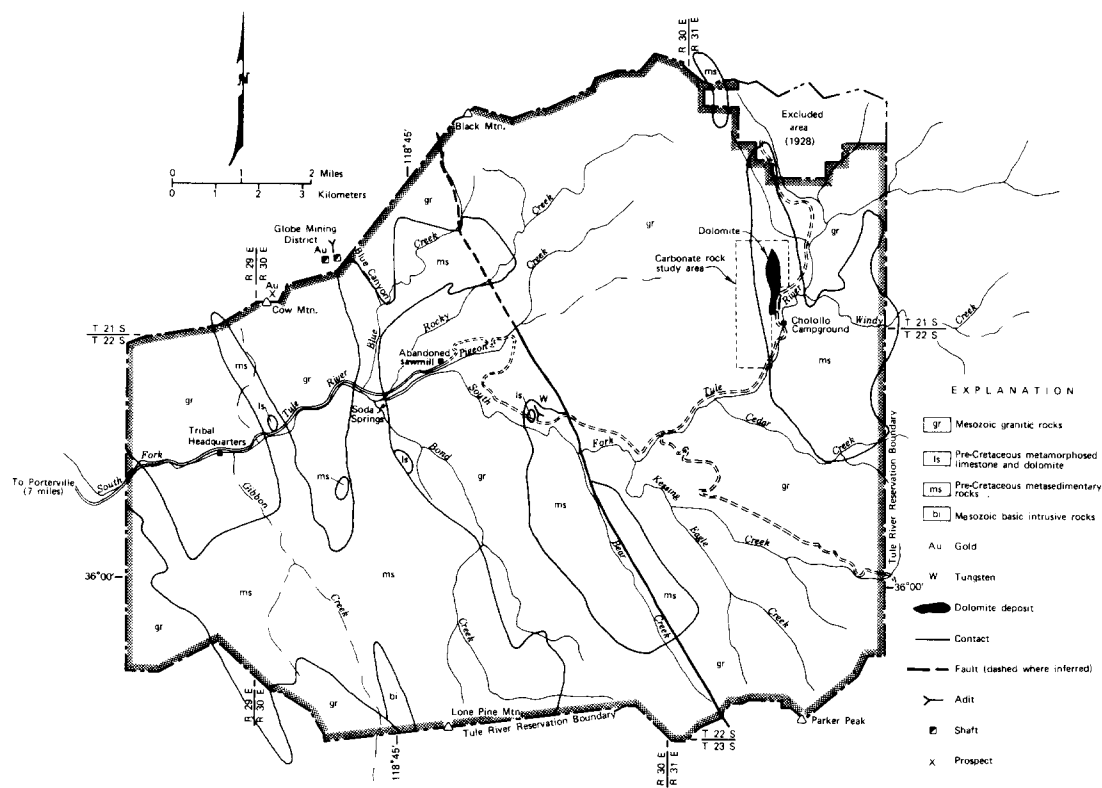 R 30 E
R 31 E
ms
N
118°45'
Black Mtn.
Excluded
area
(1928)
2 Miles
0 1 2 3 Kilometers
gr
Creek
Creek
Globe Mining
District
Au
Blue Canyon
Creek
ms
gr
Dolomite
Carbonate rock
study area
R 29 E
R 30 E
Au
X
Cow Mtn.
Creek
Rocky
Blue
River
Cholollo
Campground
Windy
Creek
T 21 S
T 22 S
T 21 S
T 22 S
Abandoned
sawmill
Pigeon
ms
gr
gr
ms
River
Tule
ls
South
ls
W
Tule
Soda
Springs
Tribal
Headquarters
Fork
South
To Porterville
(7 miles)
Cedar
Creek
Fork
Bond
ls
gr
gr
Kessing
Gibbon
ms
ms
Eagle
Creek
Bear
36°00'
36°00'
ms
ms
ms
gr
Creek
Creek
Creek
Creek
gr
bi
gr
Lone Pine Mtn.
Tule River Reservation Boundary
Tule River Reservation Boundary
Parker Peak
R 29 E
R 30 E
118°45'
R 30 E
R 31 E
T 22 S
T 23 S
EXPLANATION
gr Mesozoic granitic rocks
ls Pre-Cretaceous metamorphosed
limestone and dolomite
ms Pre-Cretaceous metasedimentary
rocks
bi Mesozoic basic intrusive rocks
Au Gold
W Tungsten
Dolomite deposit
Contact
Fault (dashed where inferred)
Adit
Shaft
X Prospect